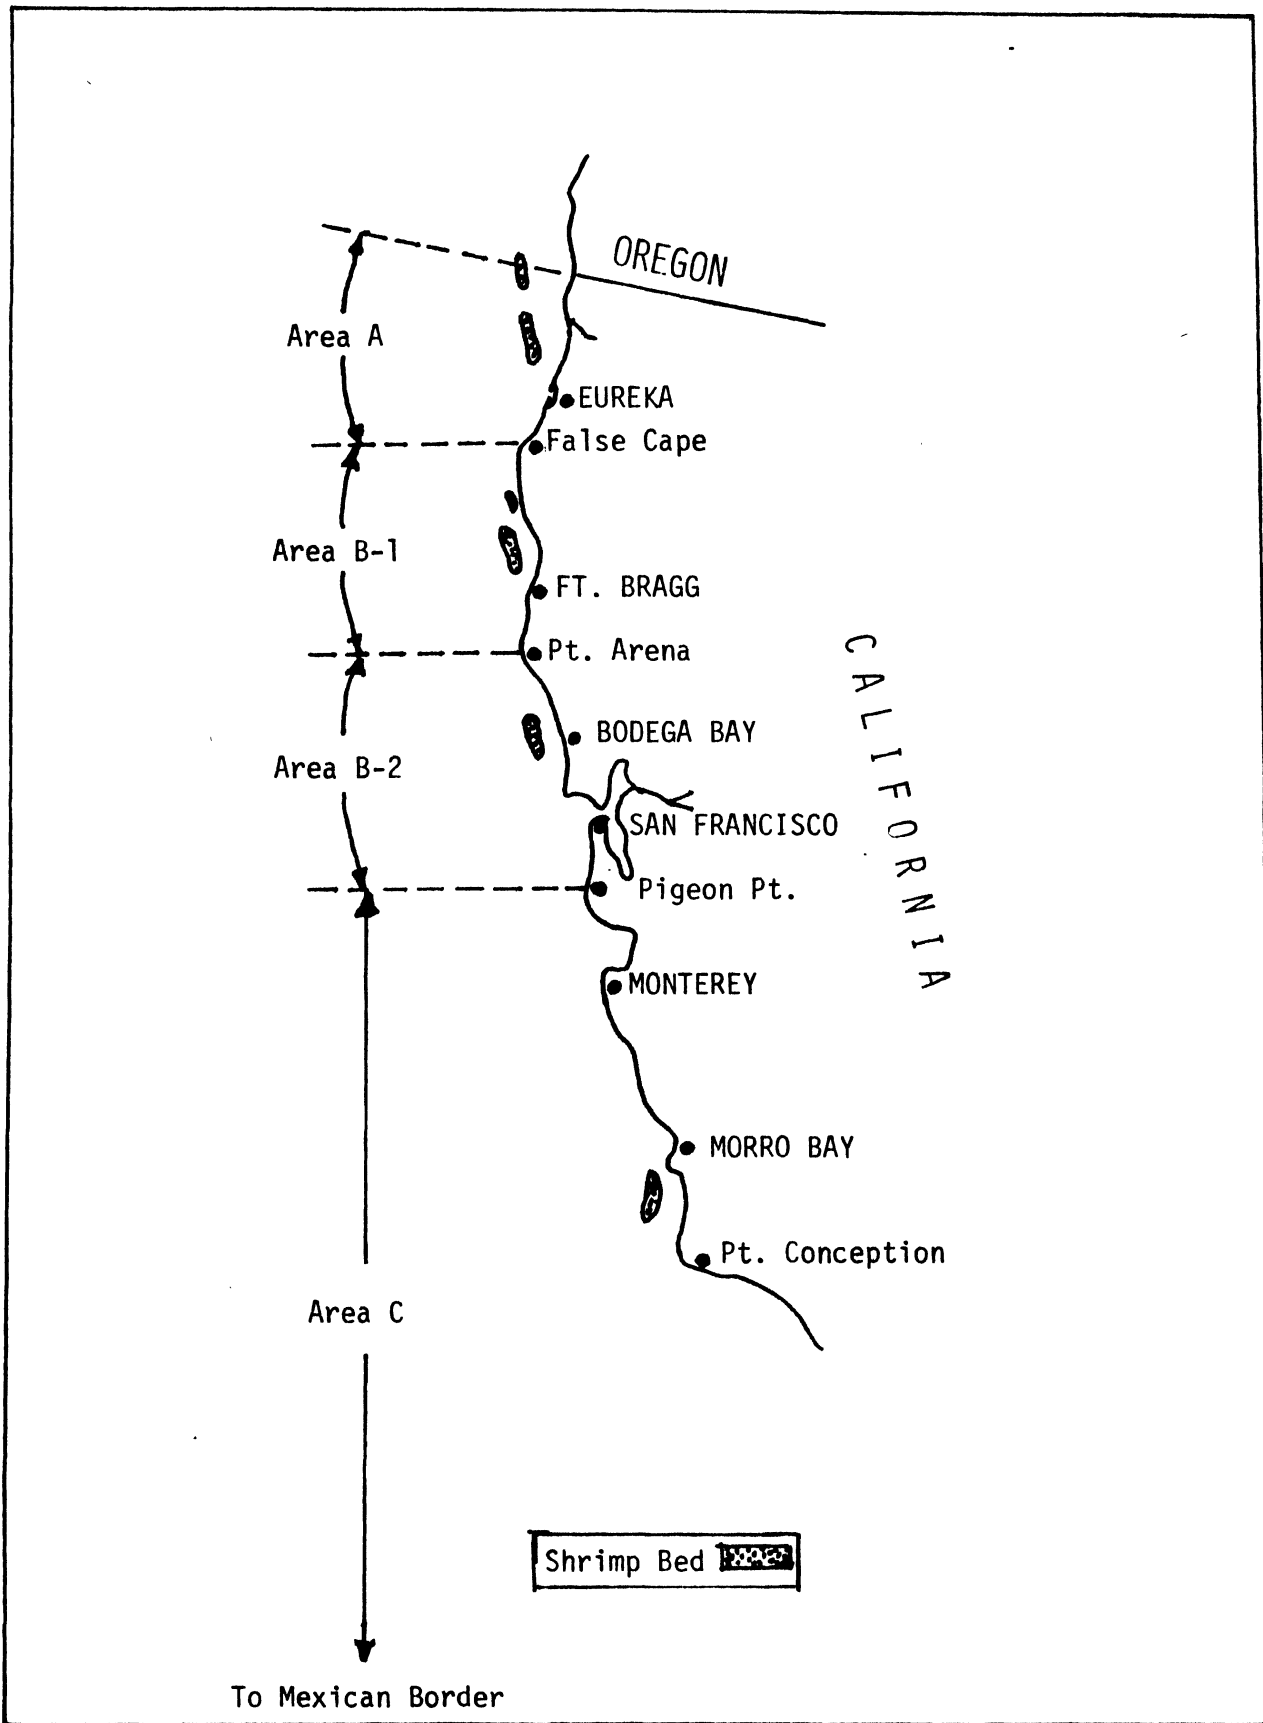 OREGON
Area A
EUREKA
False Cape
Area B-1
FT. BRAGG
Pt. Arena
CALIFORNIA
BODEGA BAY
Area B-2
SAN FRANCISCO
Pigeon Pt.
MONTEREY
MORRO BAY
Pt. Conception
Area C
Shrimp Bed
To Mexican Border